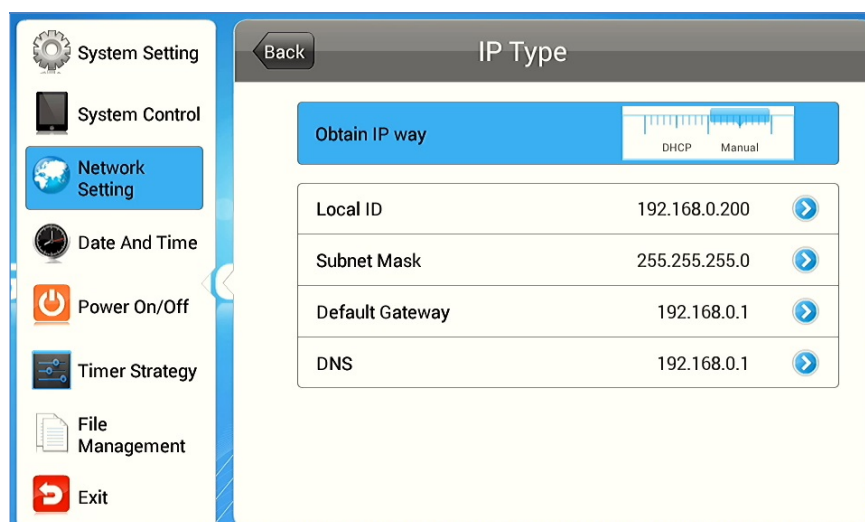 System Setting
System Control
Network
Setting
Date And Time
Power On/Off
Timer Strategy
File
Management
Exit
Back
IP Type
Obtain IP way
DHCP Manual
Local ID 192.168.0.200
Subnet Mask 255.255.255.0
Default Gateway 192.168.0.1
DNS 192.168.0.1